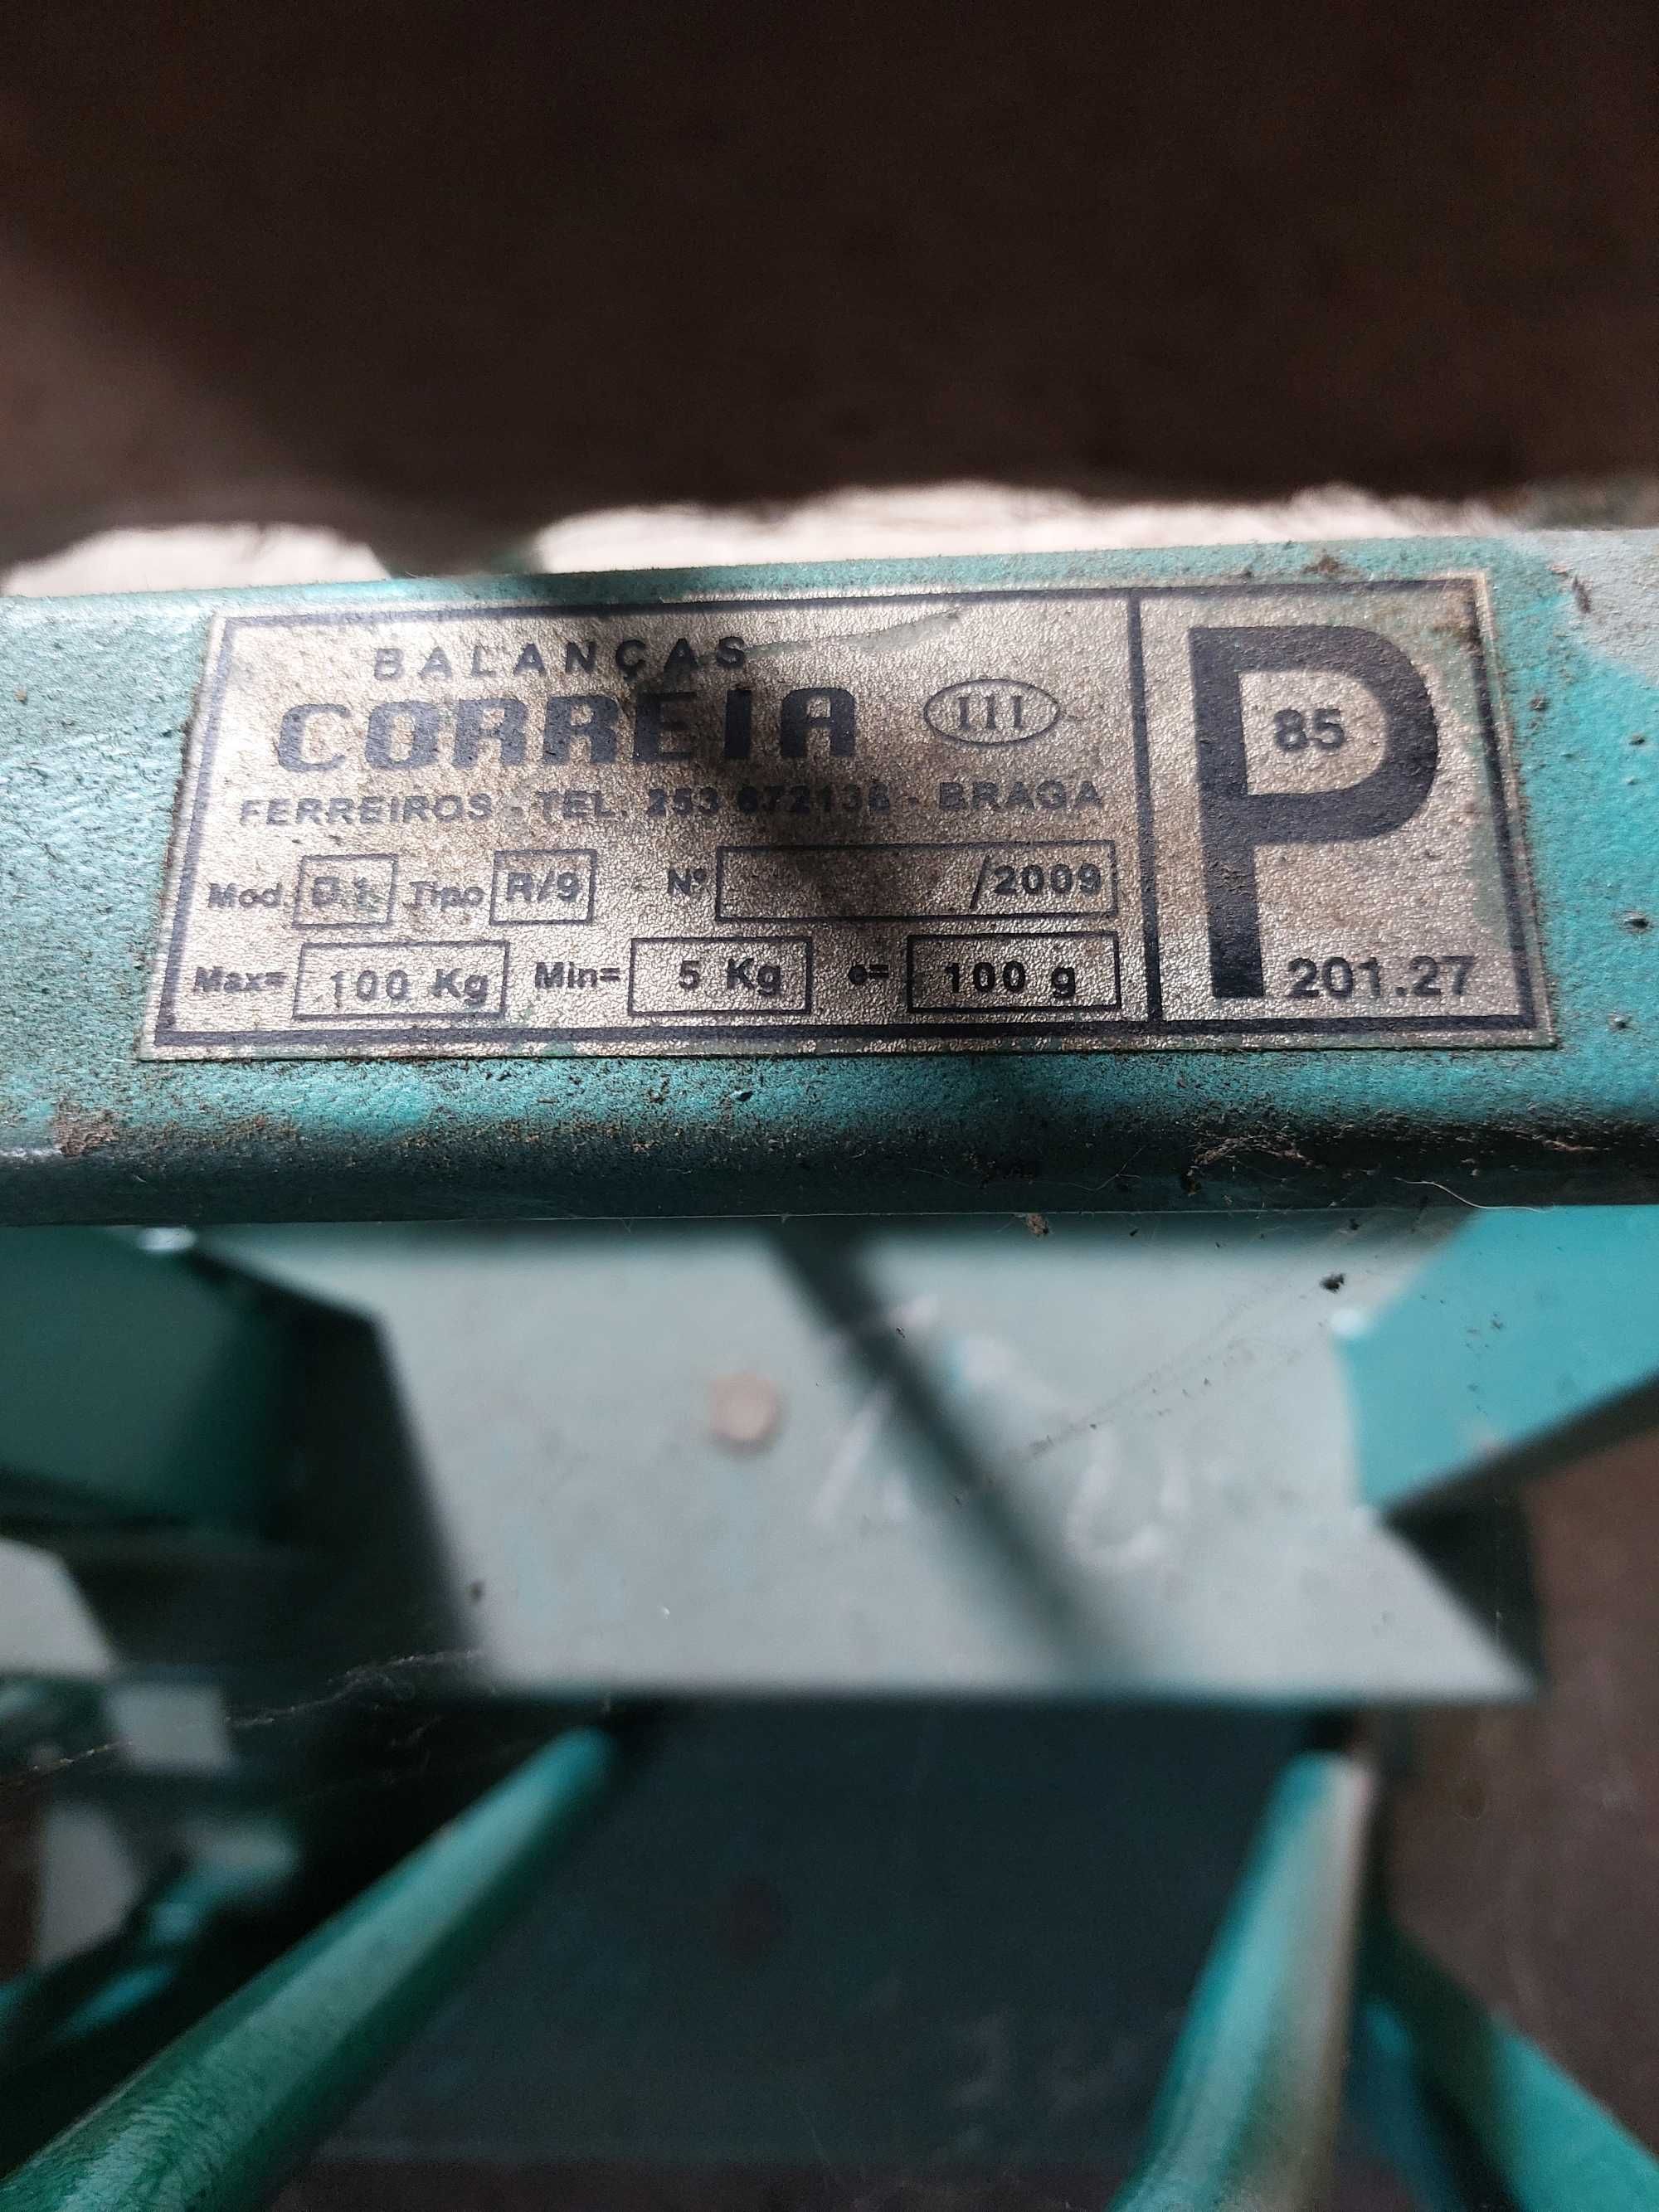 BALANÇAS
CORREIA III
FERREIROS - TEL. 253 672138 - BRAGA
Mod. D.1. Tipo R/9 Nº /2009
Max= 100 Kg Min= 5 Kg e= 100 g
P
85
201.27